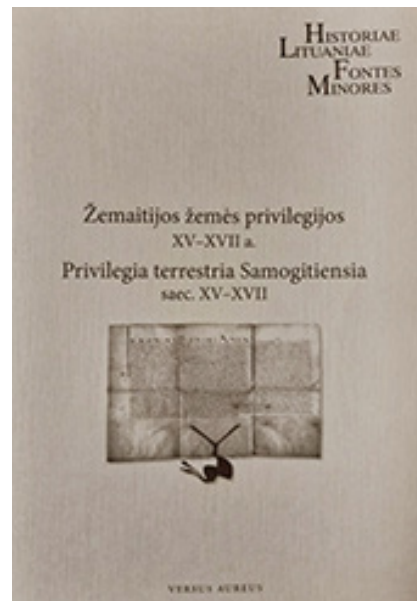 HISTORIAE
LITUANIAE
FONTES
MINORES
Žemaitijos žemės privilegijos
XV–XVII a.
Privilegia terrestria Samogitiensia
saec. XV–XVII
VERSUS AUREUS